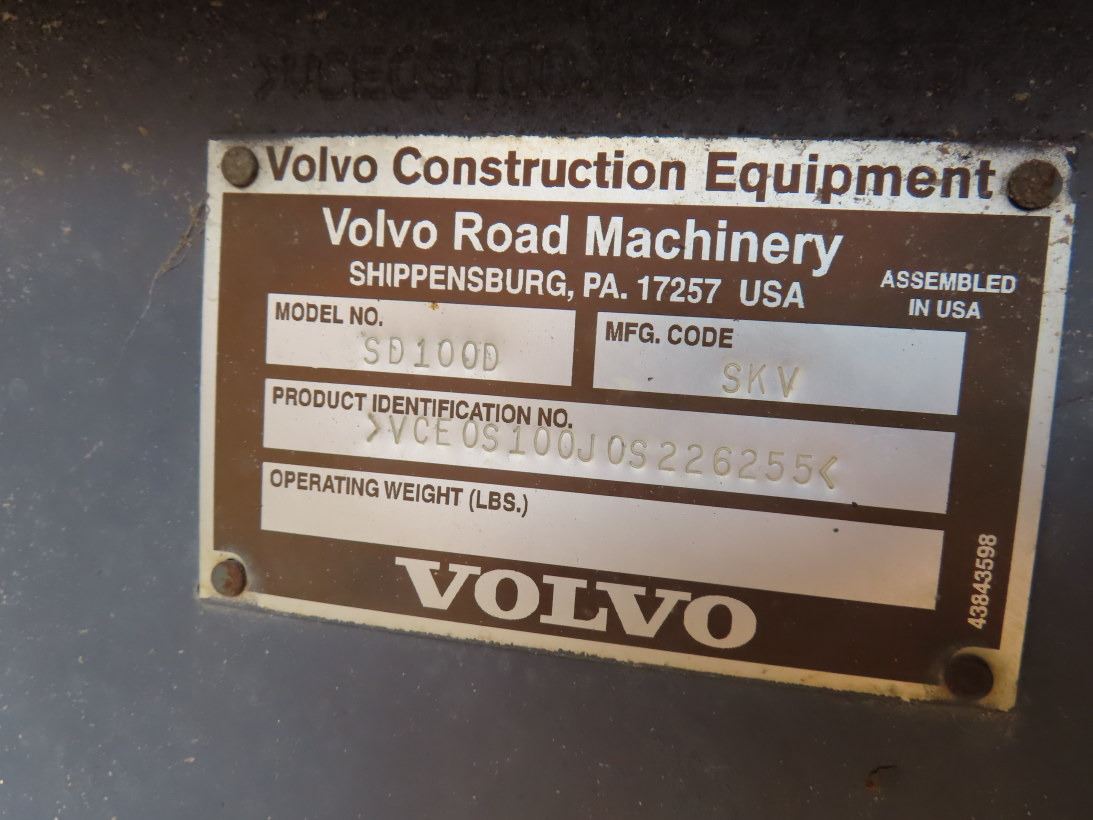 Volvo Construction Equipment
Volvo Road Machinery
SHIPPENSBURG, PA. 17257 USA
ASSEMBLED
IN USA
MODEL NO.
SD100D
MFG. CODE
SKV
PRODUCT IDENTIFICATION NO.
>VCE0S100J0S226255<
OPERATING WEIGHT (LBS.)
VOLVO
43843598